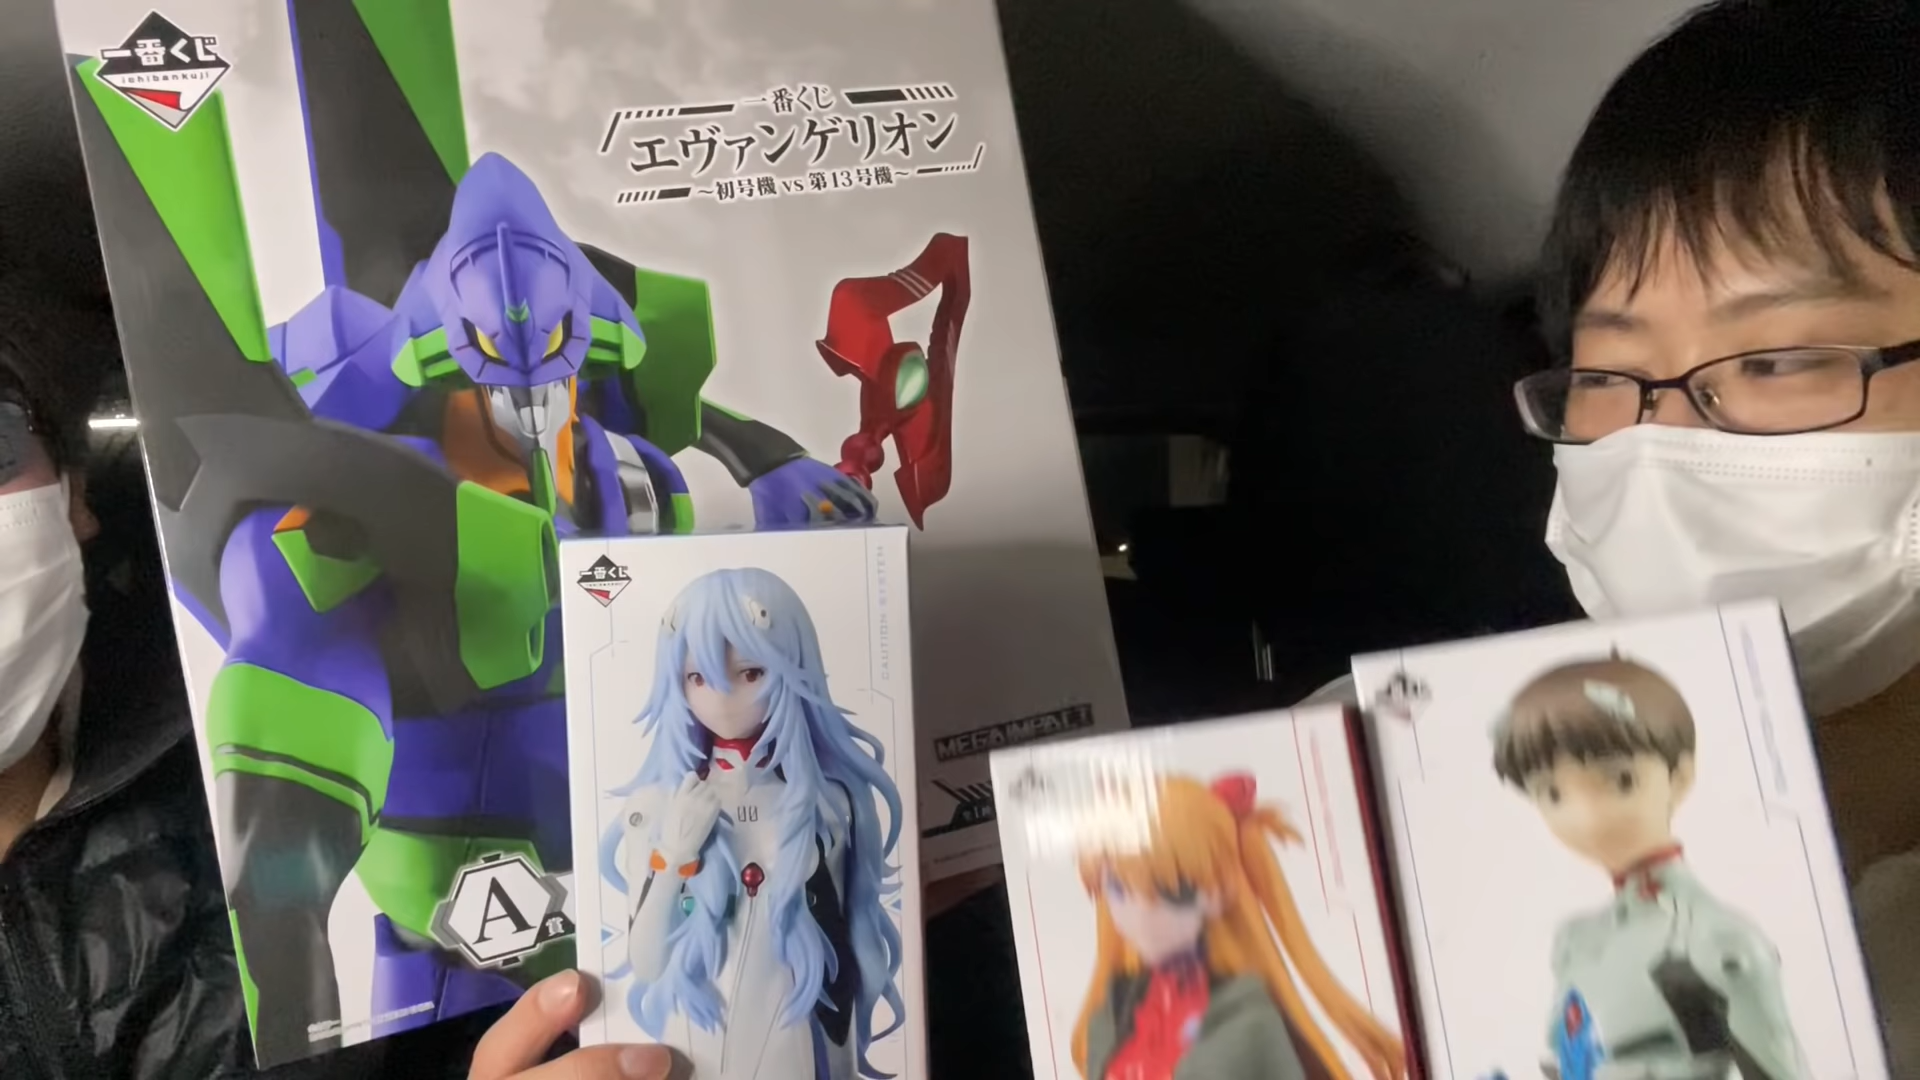 一番くじ
ichibankuji
一番くじ
エヴァンゲリオン
~初号機 vs 第13号機~
一番くじ
CAUTION SYSTEM
00
MEGAIMPACT
A
賞